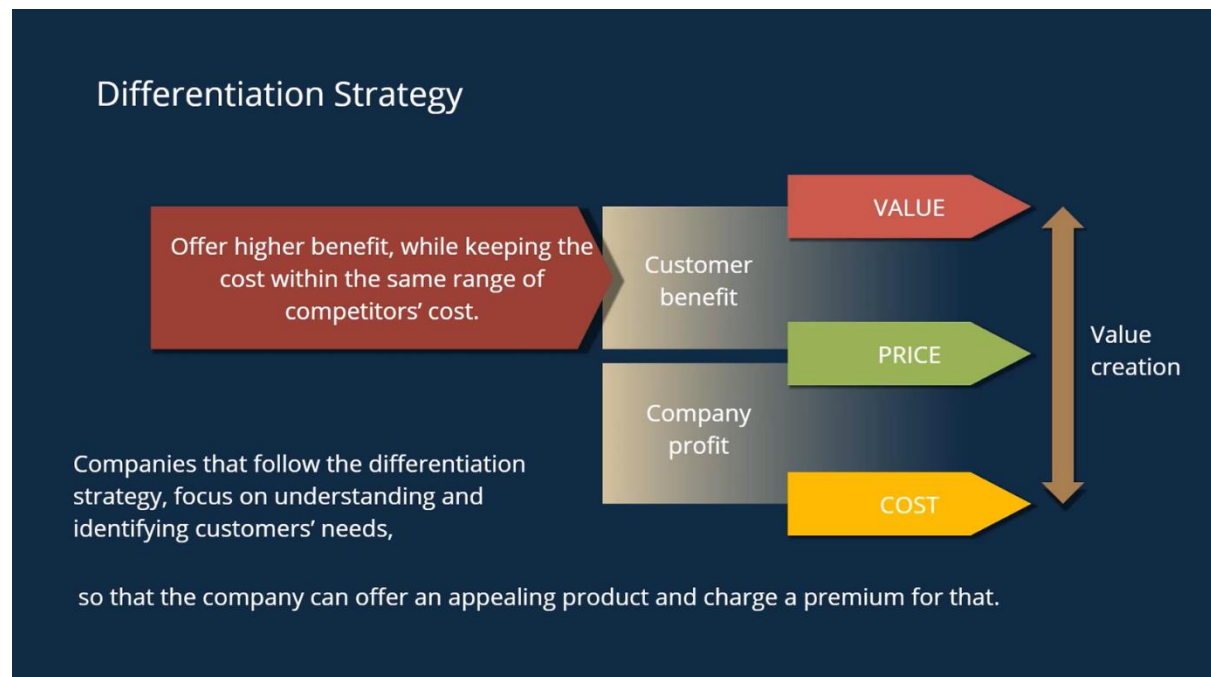 Differentiation Strategy
Offer higher benefit, while keeping the
cost within the same range of
competitors’ cost.
Customer
benefit
Company
profit
VALUE
PRICE
COST
Value
creation
Companies that follow the differentiation
strategy, focus on understanding and
identifying customers’ needs,
so that the company can offer an appealing product and charge a premium for that.